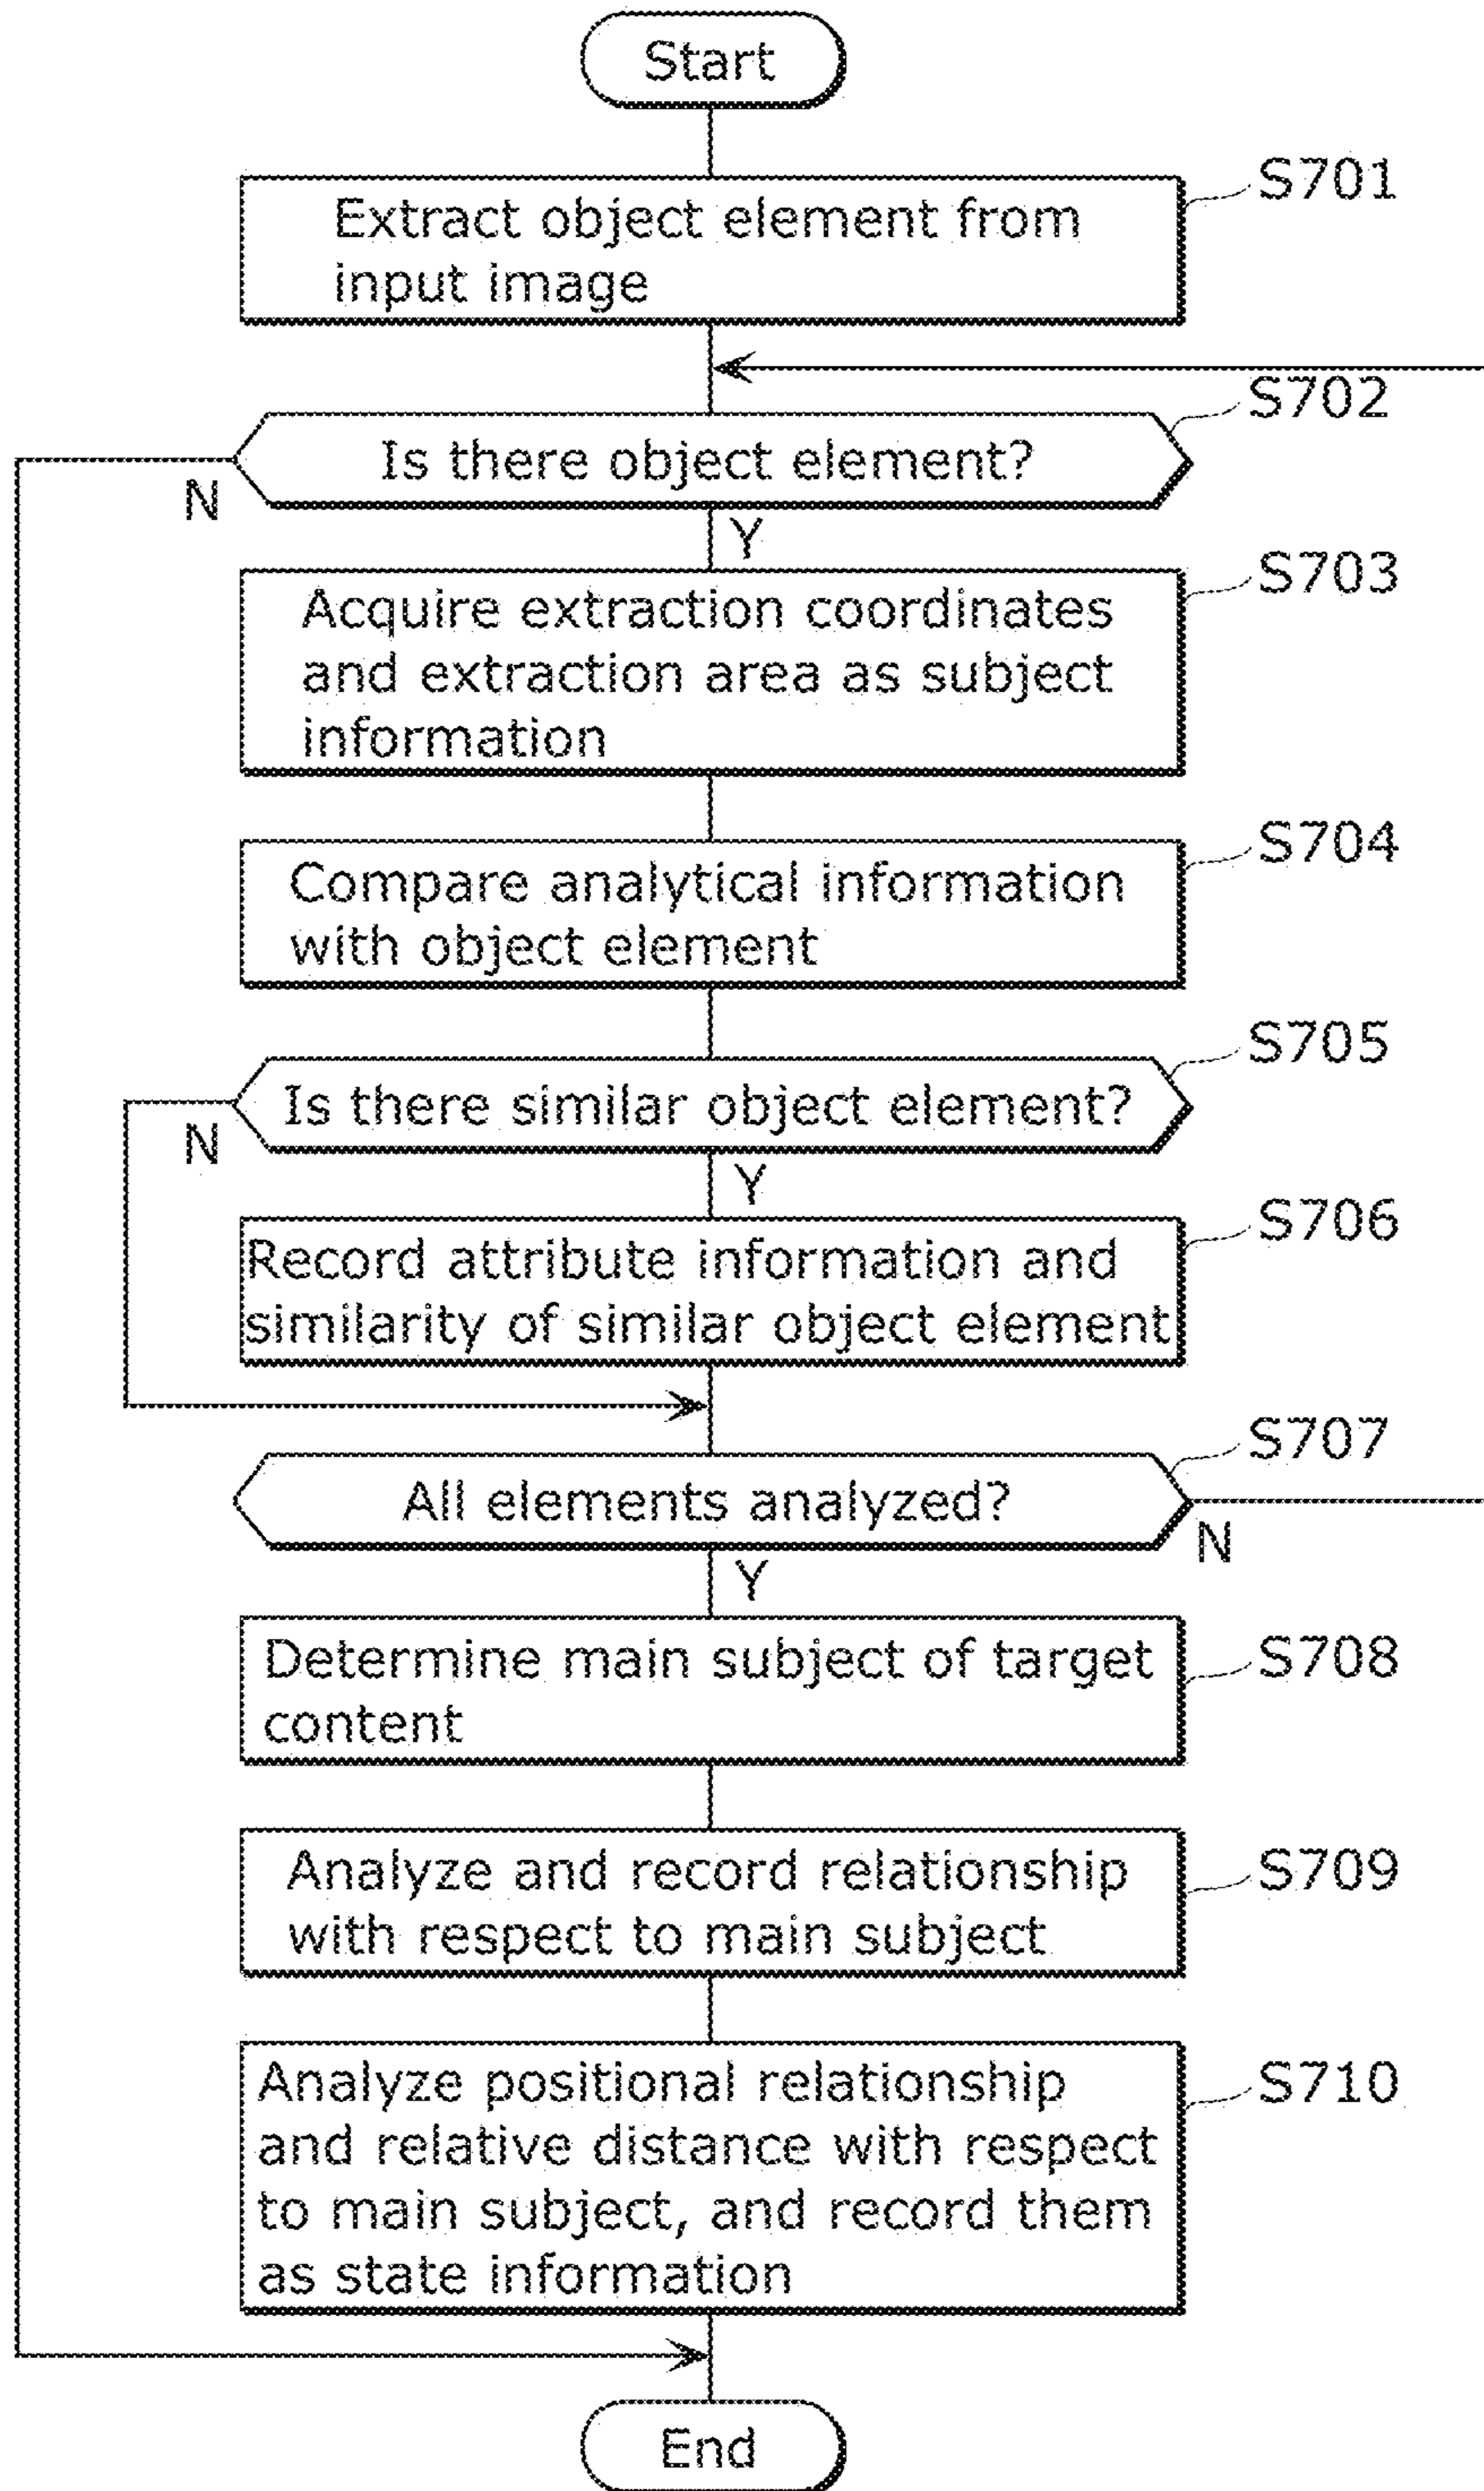 Start
S701
Extract object element from
input image
S702
Is there object element?
N
Y
S703
Acquire extraction coordinates
and extraction area as subject
information
S704
Compare analytical information
with object element
S705
Is there similar object element?
N
Y
S706
Record attribute information and
similarity of similar object element
S707
All elements analyzed?
N
Y
S708
Determine main subject of target
content
S709
Analyze and record relationship
with respect to main subject
S710
Analyze positional relationship
and relative distance with respect
to main subject, and record them
as state information
End